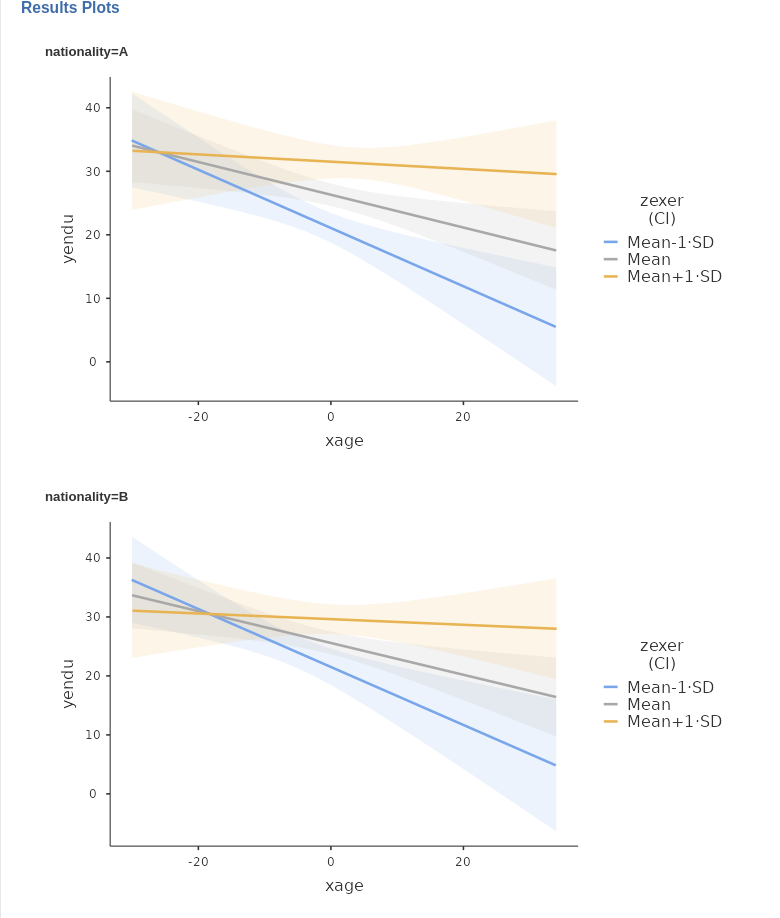 Results Plots
nationality=A
40
30
20
10
0
yendu
-20 0 20
xage
zexer
(CI)
Mean-1·SD
Mean
Mean+1·SD
nationality=B
40
30
20
10
0
yendu
-20 0 20
xage
zexer
(CI)
Mean-1·SD
Mean
Mean+1·SD